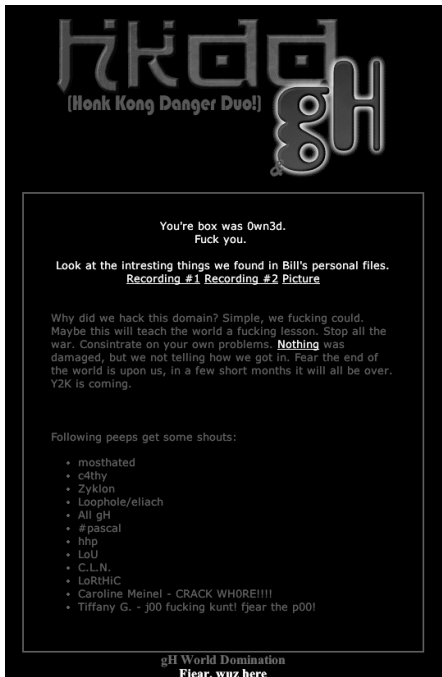 hkdd
(Honk Kong Danger Duo!)
&
gH
You're box was 0wn3d.
Fuck you.
Look at the intresting things we found in Bill's personal files.
Recording #1 Recording #2 Picture
Why did we hack this domain? Simple, we fucking could.
Maybe this will teach the world a fucking lesson. Stop all the
war. Consintrate on your own problems. Nothing was
damaged, but we not telling how we got in. Fear the end of
the world is upon us, in a few short months it will all be over.
Y2K is coming.
Following peeps get some shouts:
• mosthated
• c4thy
• Zyklon
• Loophole/eliach
• All gH
• #pascal
• hhp
• LoU
• C.L.N.
• LoRtHiC
• Caroline Meinel - CRACK WH0RE!!!!
• Tiffany G. - j00 fucking kunt! fjear the p00!
gH World Domination
Fjear. wuz here